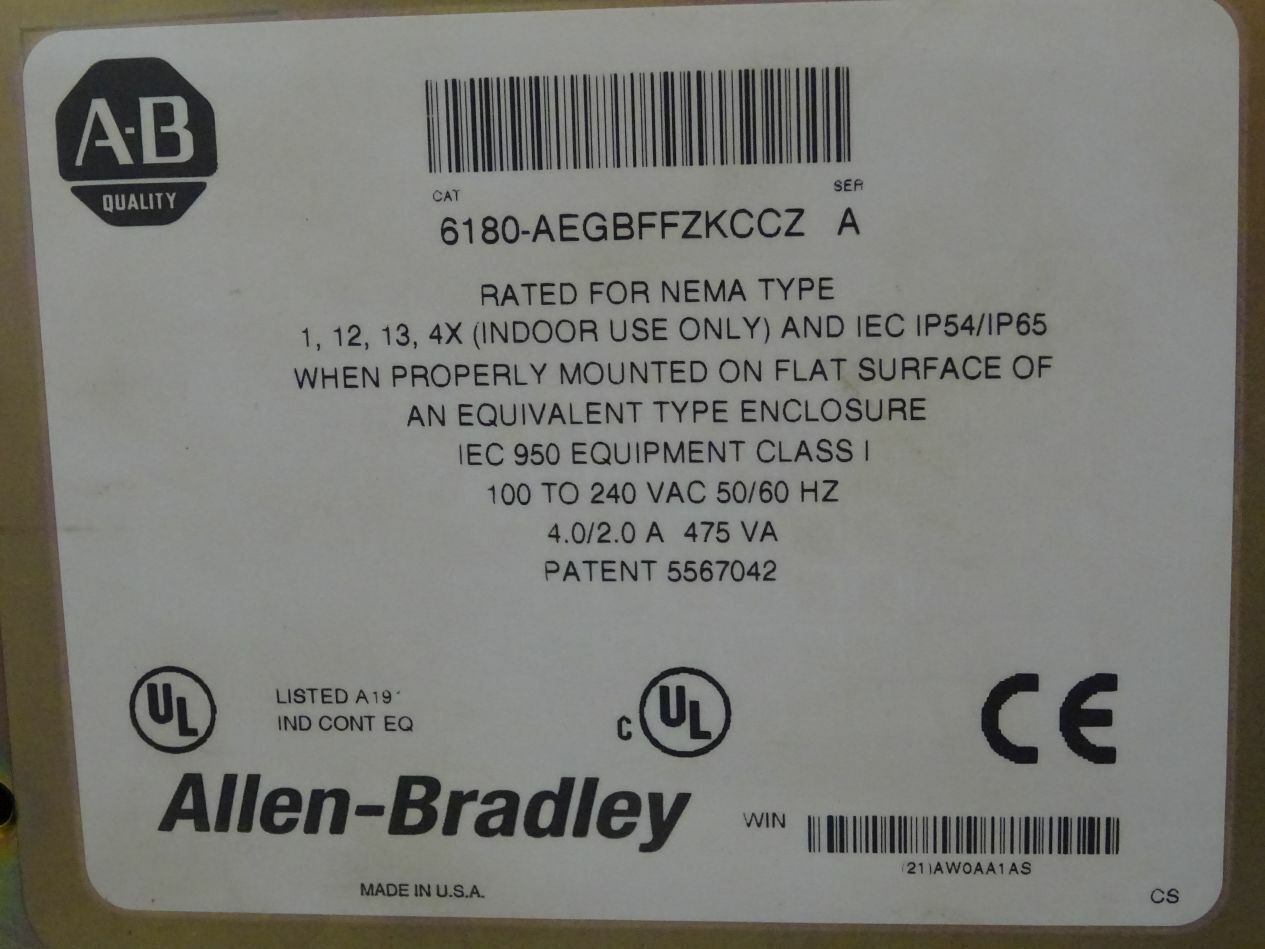 A-B
QUALITY
CAT SER
6180-AEGBFFZKCCZ A
RATED FOR NEMA TYPE
1, 12, 13, 4X (INDOOR USE ONLY) AND IEC IP54/IP65
WHEN PROPERLY MOUNTED ON FLAT SURFACE OF
AN EQUIVALENT TYPE ENCLOSURE
IEC 950 EQUIPMENT CLASS I
100 TO 240 VAC 50/60 HZ
4.0/2.0 A 475 VA
PATENT 5567042
UL
LISTED
IND CONT EQ
C UL
CE
Allen-Bradley
WIN
(21)AW0AA1AS
MADE IN U.S.A.
CS